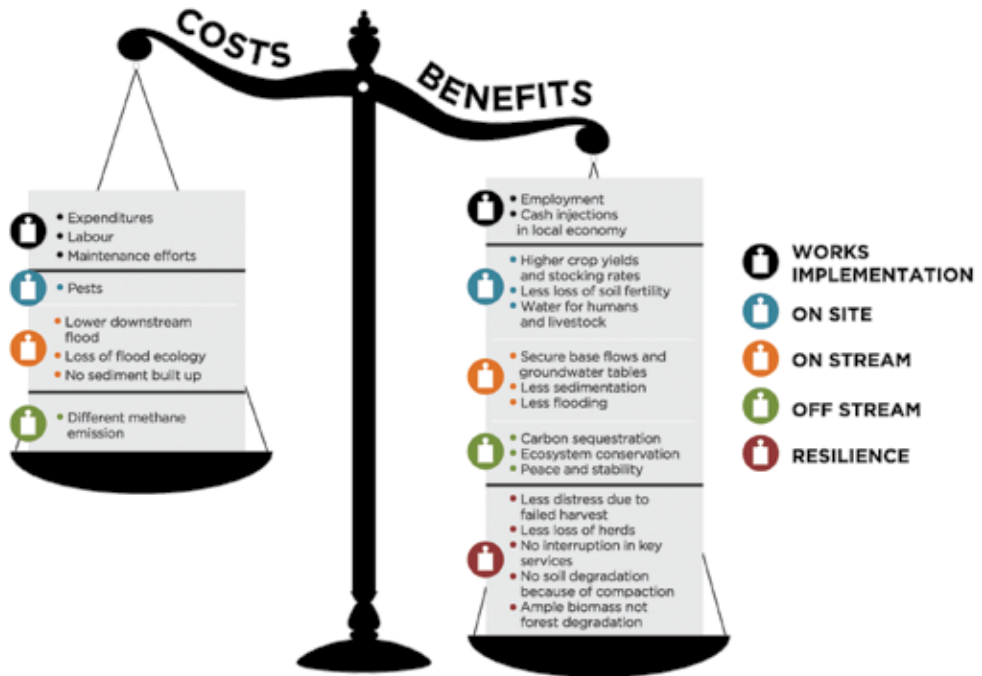 COSTS
BENEFITS
• Expenditures
• Labour
• Maintenance efforts
• Pests
• Lower downstream
flood
• Loss of flood ecology
• No sediment built up
• Different methane
emission
• Employment
• Cash injections
in local economy
• Higher crop yields
and stocking rates
• Less loss of soil fertility
• Water for humans
and livestock
• Secure base flows and
groundwater tables
• Less sedimentation
• Less flooding
• Carbon sequestration
• Ecosystem conservation
• Peace and stability
• Less distress due to
failed harvest
• Less loss of herds
• No interruption in key
services
• No soil degradation
because of compaction
• Ample biomass not
forest degradation
WORKS
IMPLEMENTATION
ON SITE
ON STREAM
OFF STREAM
RESILIENCE